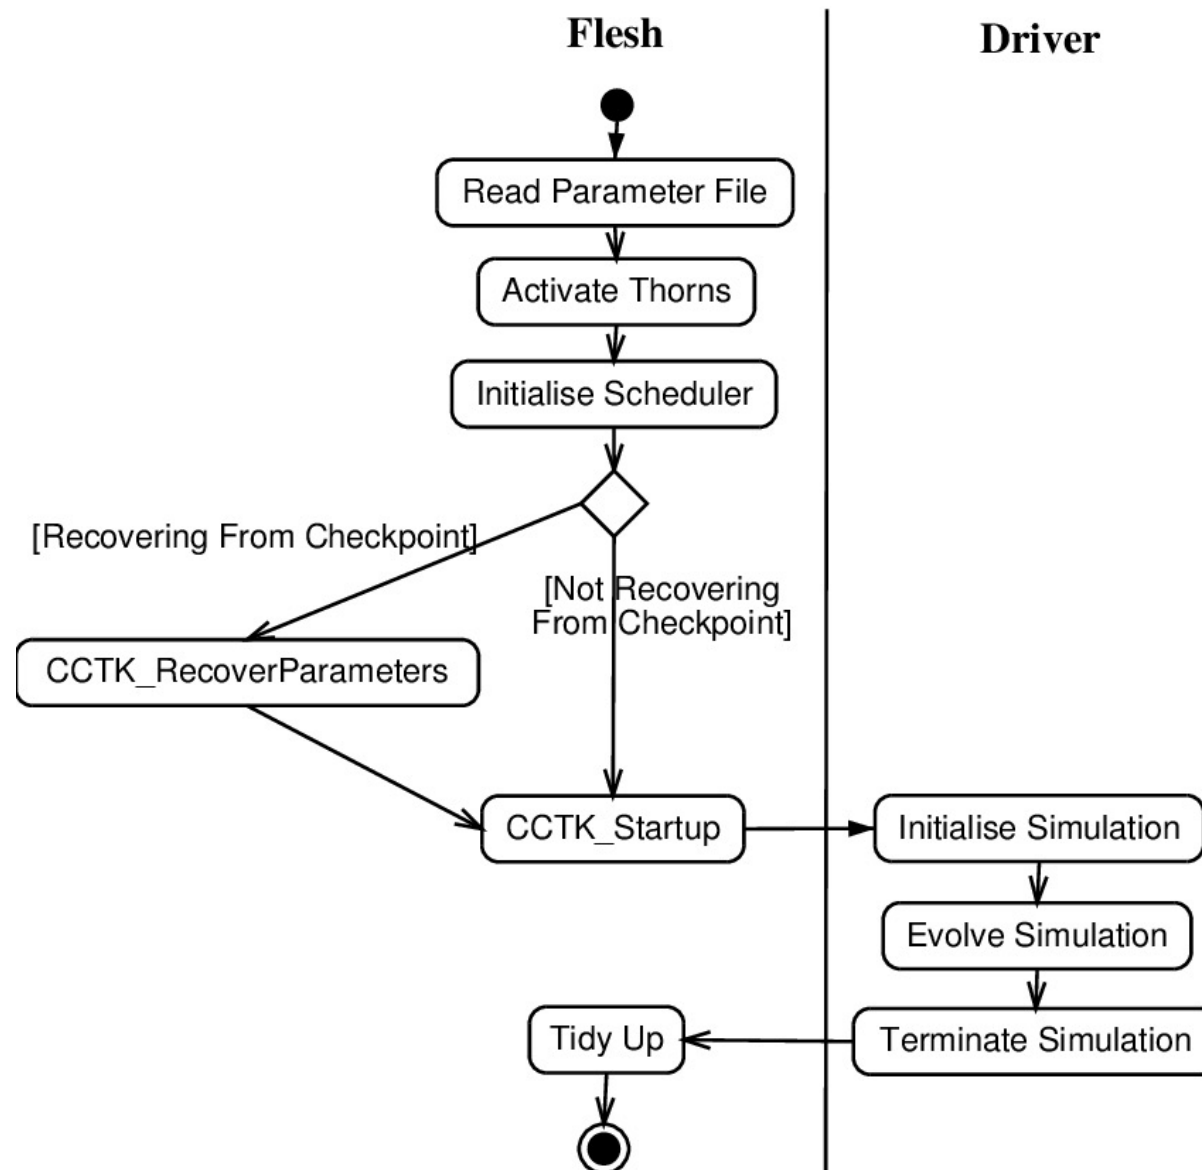 Flesh
Driver
Read Parameter File
Activate Thorns
Initialise Scheduler
[Recovering From Checkpoint]
[Not Recovering
From Checkpoint]
CCTK_RecoverParameters
CCTK_Startup
Initialise Simulation
Evolve Simulation
Tidy Up
Terminate Simulation